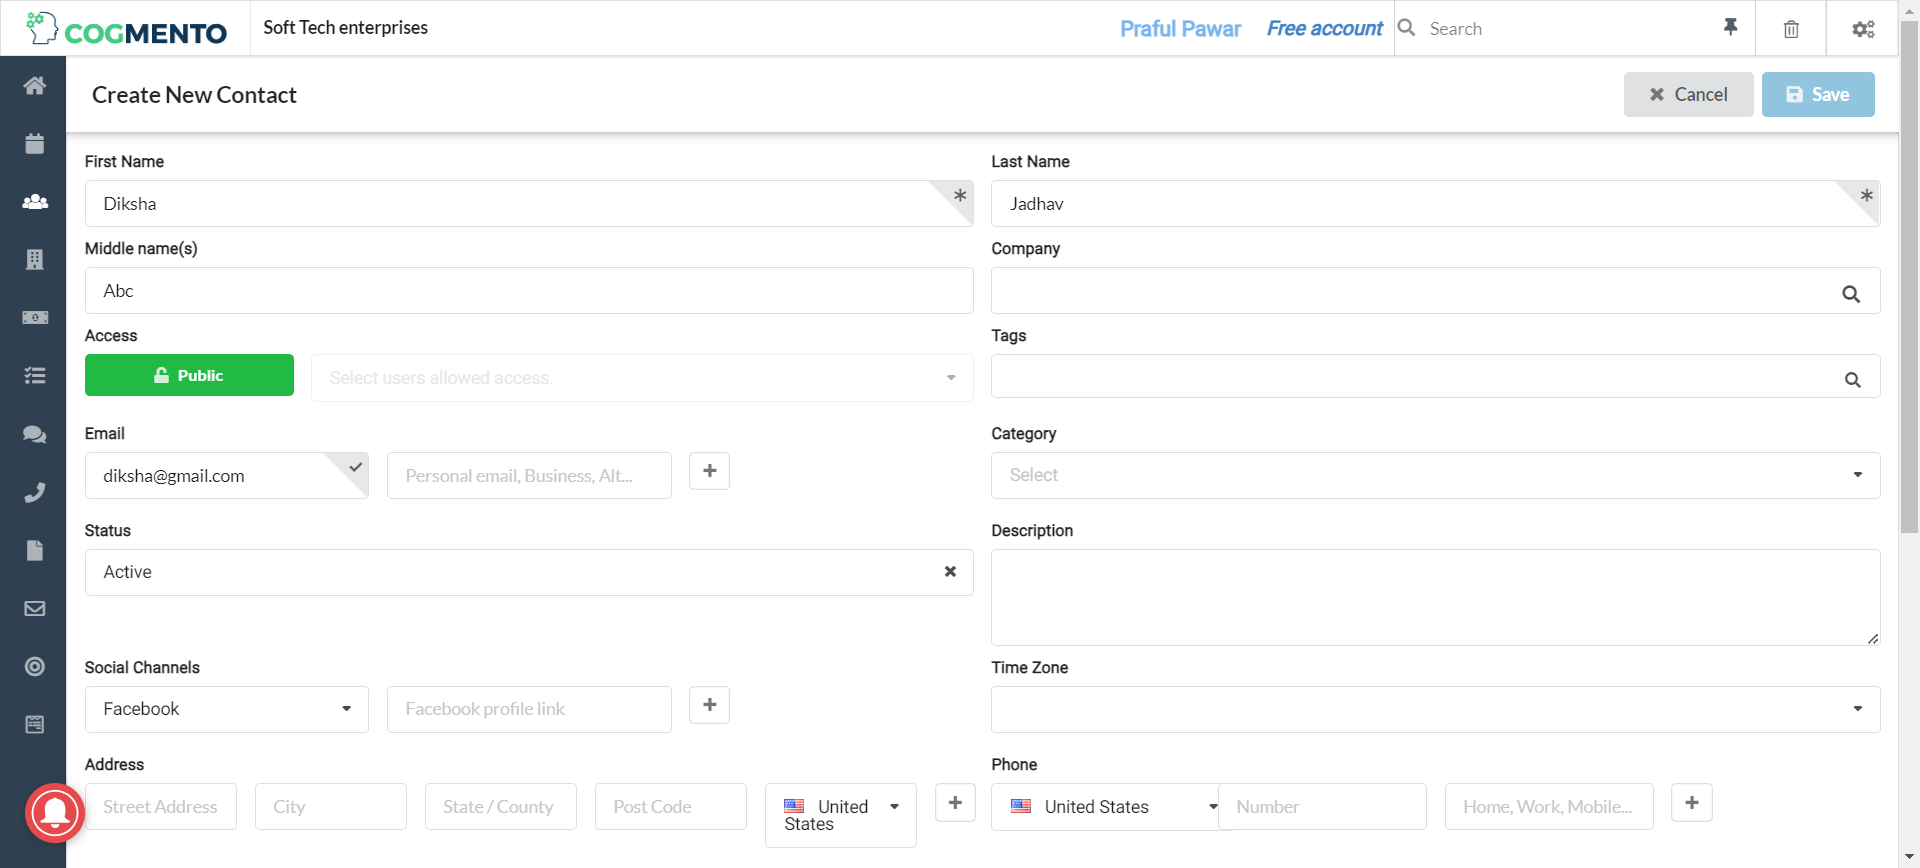 COGMENTO
Soft Tech enterprises
Praful Pawar
Free account
Search
Create New Contact
Cancel
Save
First Name
Last Name
Diksha
*
Jadhav
*
Middle name(s)
Company
Abc
Access
Tags
Public
Select users allowed access.
Email
Category
diksha@gmail.com
Personal email, Business, Alt...
Select
Status
Description
Active
Social Channels
Time Zone
Facebook
Facebook profile link
Address
Phone
Street Address
City
State / County
Post Code
United
States
United States
Number
Home, Work, Mobile...